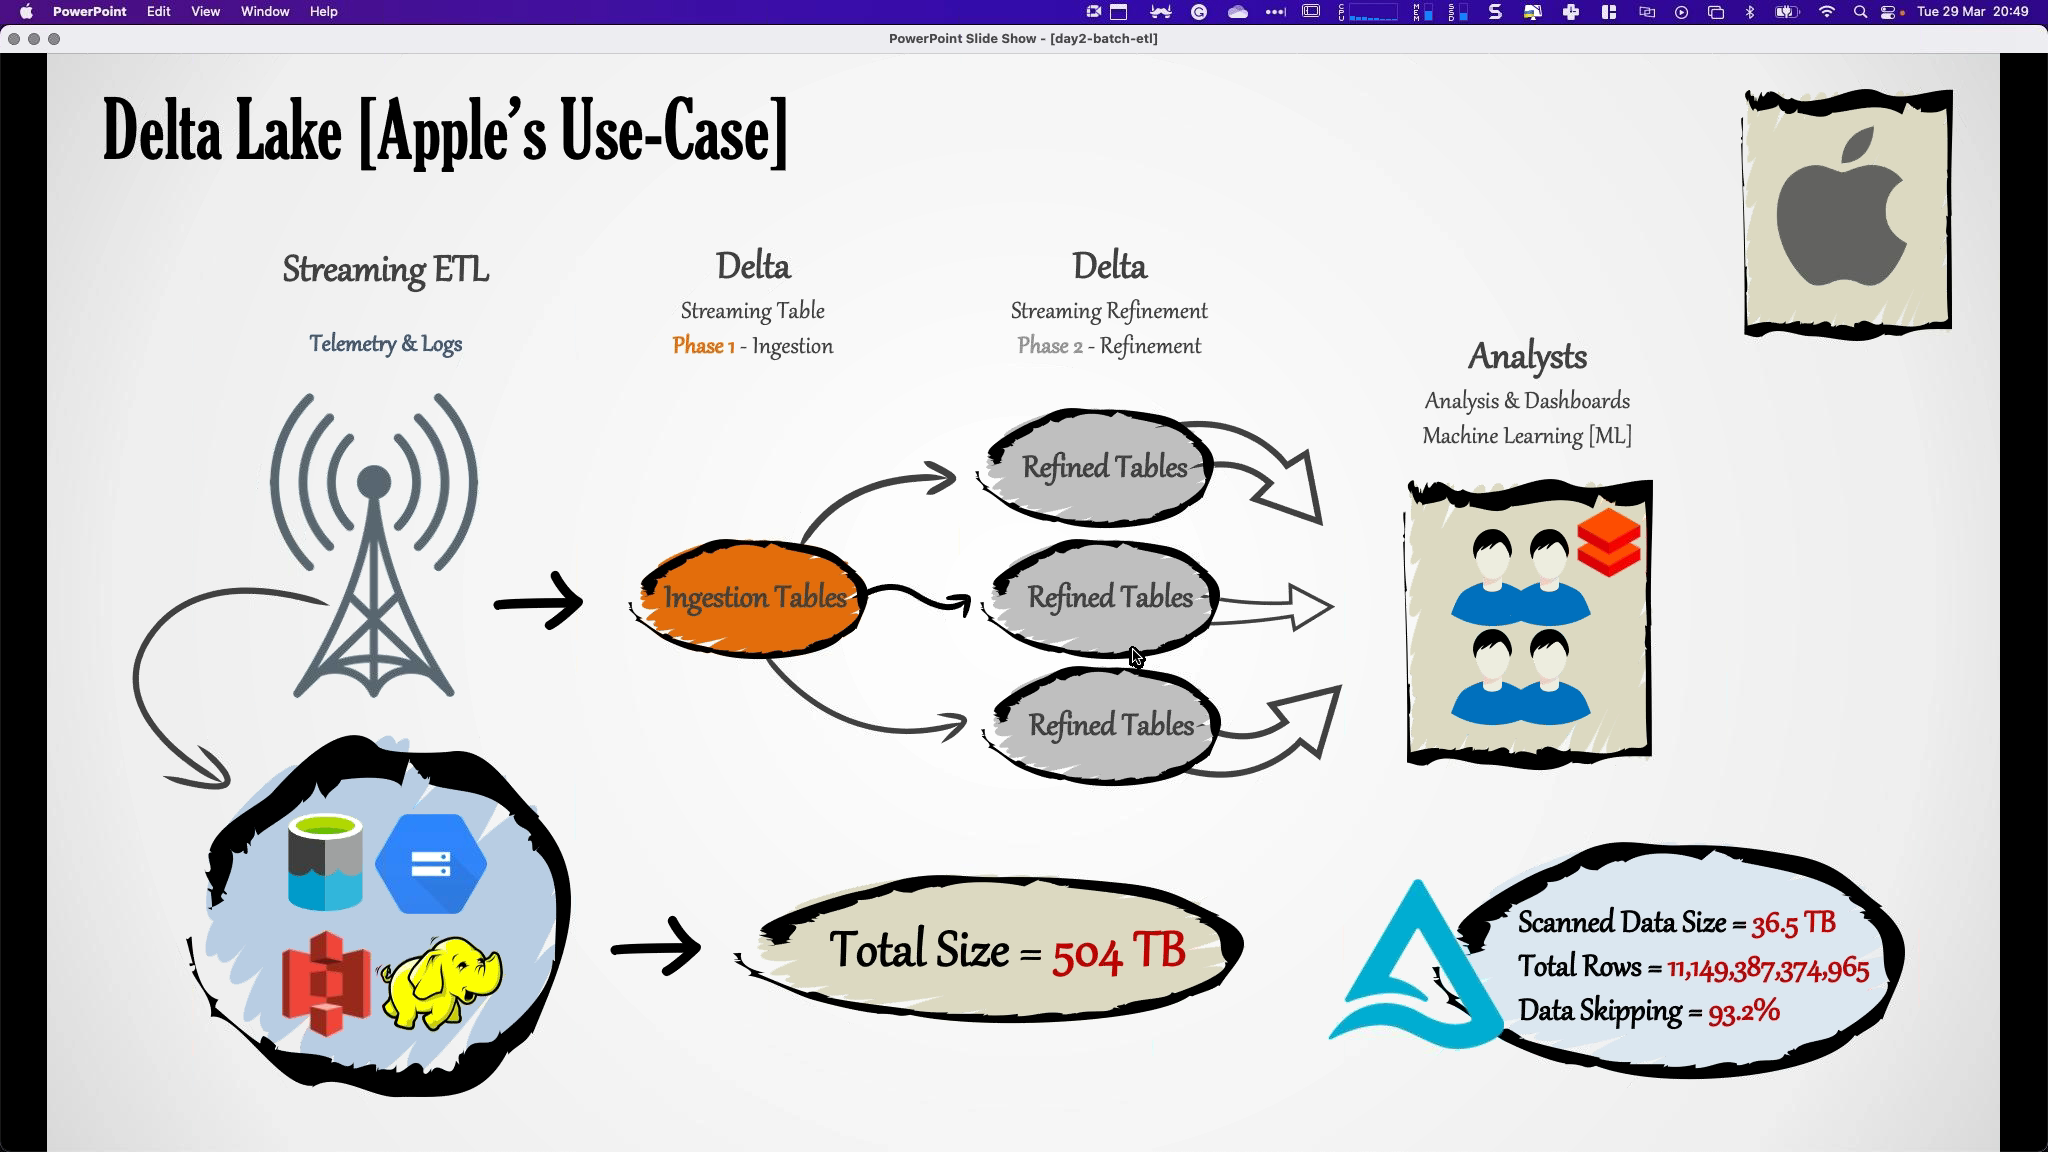 PowerPoint Edit View Window Help
Tue 29 Mar 20:49
PowerPoint Slide Show - [day2-batch-etl]
Delta Lake [Apple's Use-Case]
Streaming ETL
Telemetry & Logs
Delta
Streaming Table
Phase 1 - Ingestion
Delta
Streaming Refinement
Phase 2 - Refinement
Analysts
Analysis & Dashboards
Machine Learning [ML]
Refined Tables
Ingestion Tables
Refined Tables
Refined Tables
Total Size = 504 TB
Scanned Data Size = 36.5 TB
Total Rows = 11,149,387,374,965
Data Skipping = 93.2%